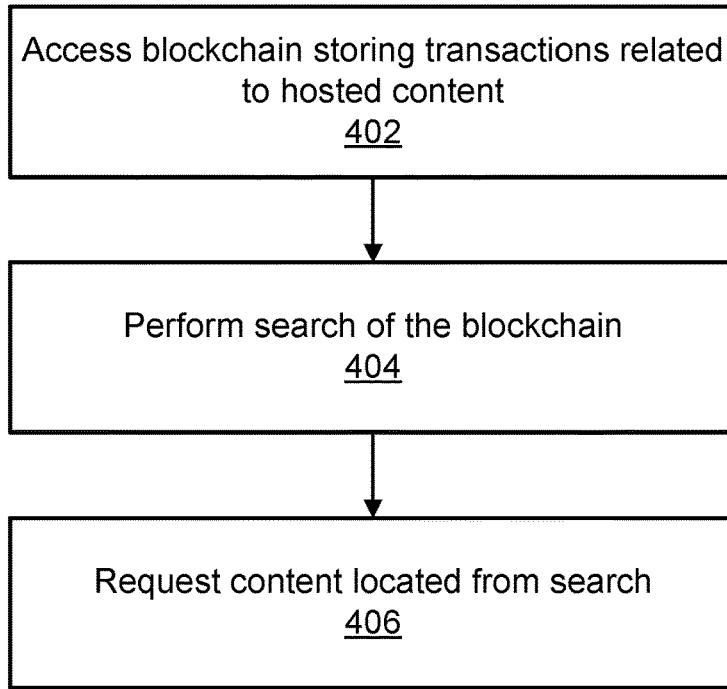 Access blockchain storing transactions related
to hosted content
402
Perform search of the blockchain
404
Request content located from search
406